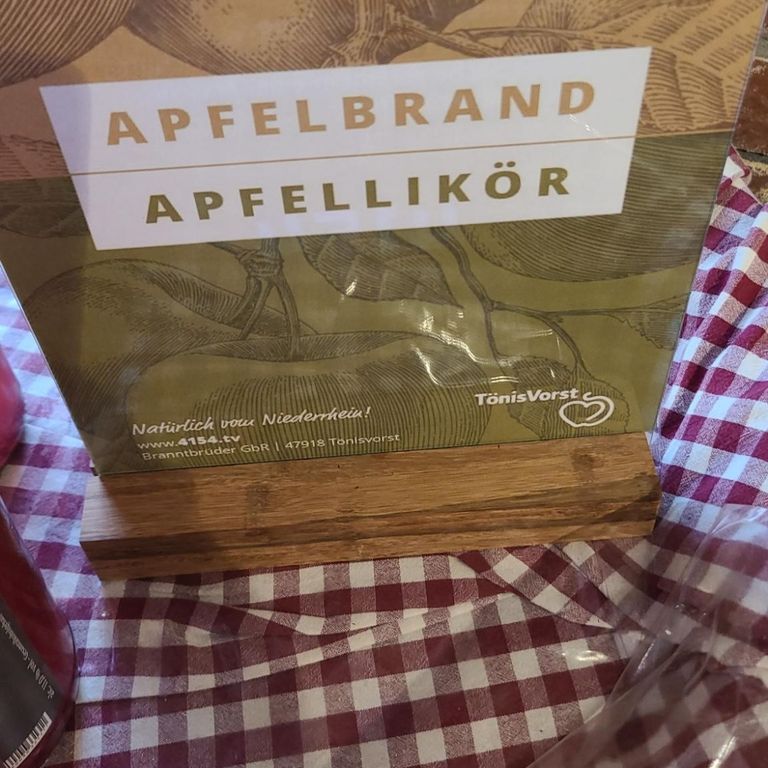 APFELBRAND
APFELLIKÖR
Natürlich vom Niederrhein!
www.4154.tv
Branntbrüder GbR | 47918 Tönisvorst
TönisVorst